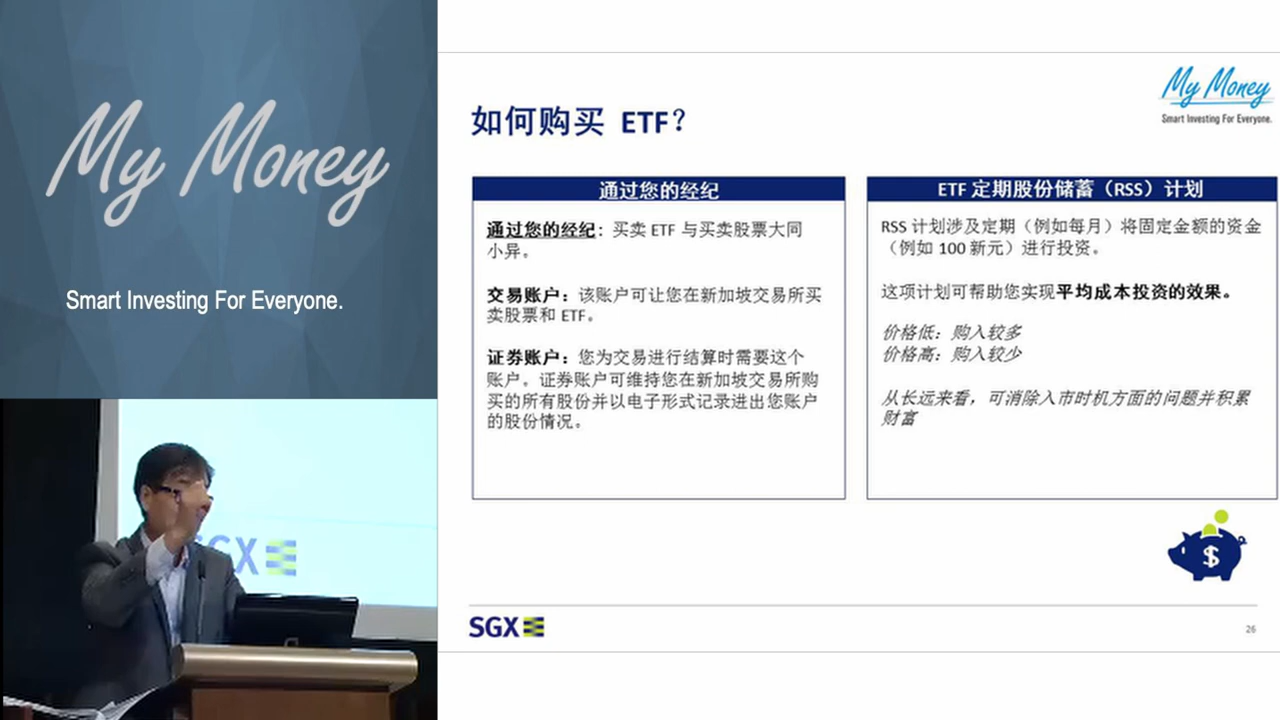 My Money
Smart Investing For Everyone.
My Money
Smart Investing For Everyone.
如何购买 ETF？
通过您的经纪
通过您的经纪：买卖 ETF 与买卖股票大同
小异。
交易账户：该账户可让您在新加坡交易所买
卖股票和 ETF。
证券账户：您为交易进行结算时需要这个
账户。证券账户可维持您在新加坡交易所购
买的所有股份并以电子形式记录进出您账户
的股份情况。
ETF 定期股份储蓄（RSS）计划
RSS 计划涉及定期（例如每月）将固定金额的资金
（例如 100 新元）进行投资。
这项计划可帮助您实现平均成本投资的效果。
价格低：购入较多
价格高：购入较少
从长远来看，可消除入市时机方面的问题并积累
财富
$
SGX
26
SGX